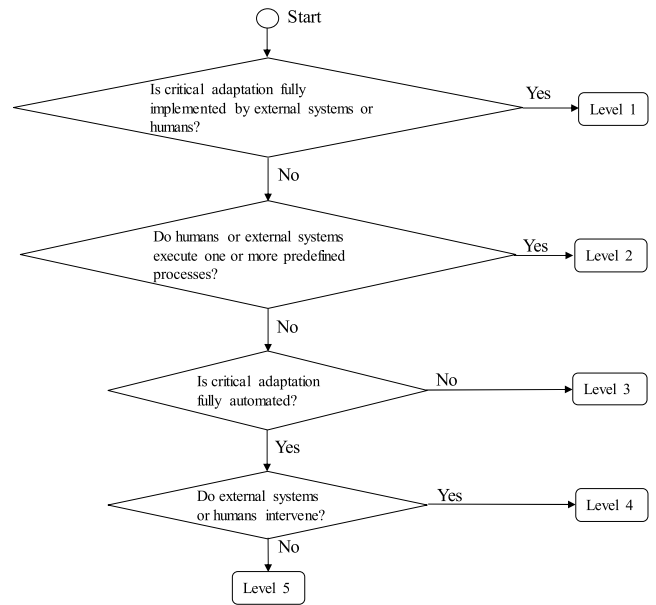 Start
Is critical adaptation fully
implemented by external systems or
humans?
Yes
Level 1
No
Do humans or external systems
execute one or more predefined
processes?
Yes
Level 2
No
Is critical adaptation
fully automated?
No
Level 3
Yes
Do external systems
or humans intervene?
Yes
Level 4
No
Level 5